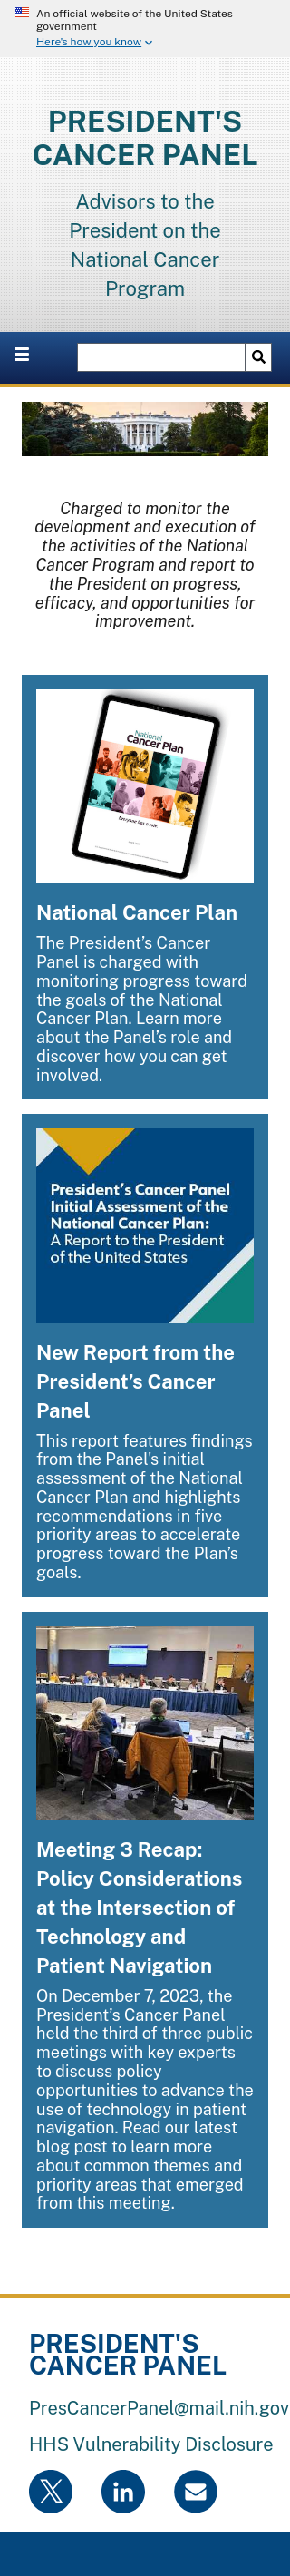 An official website of the United States
government
Here's how you know
PRESIDENT'S
CANCER PANEL
Advisors to the
President on the
National Cancer
Program
Charged to monitor the
development and execution of
the activities of the National
Cancer Program and report to
the President on progress,
efficacy, and opportunities for
improvement.
National
Cancer Plan
Everyone has a role.
National Cancer Plan
The President’s Cancer
Panel is charged with
monitoring progress toward
the goals of the National
Cancer Plan. Learn more
about the Panel’s role and
discover how you can get
involved.
President’s Cancer Panel
Initial Assessment of the
National Cancer Plan:
A Report to the President
of the United States
New Report from the
President’s Cancer
Panel
This report features findings
from the Panel’s initial
assessment of the National
Cancer Plan and highlights
recommendations in five
priority areas to accelerate
progress toward the Plan’s
goals.
Meeting 3 Recap:
Policy Considerations
at the Intersection of
Technology and
Patient Navigation
On December 7, 2023, the
President’s Cancer Panel
held the third of three public
meetings with key experts
to discuss policy
opportunities to advance the
use of technology in patient
navigation. Read our latest
blog post to learn more
about common themes and
priority areas that emerged
from this meeting.
PRESIDENT'S
CANCER PANEL
PresCancerPanel@mail.nih.gov
HHS Vulnerability Disclosure